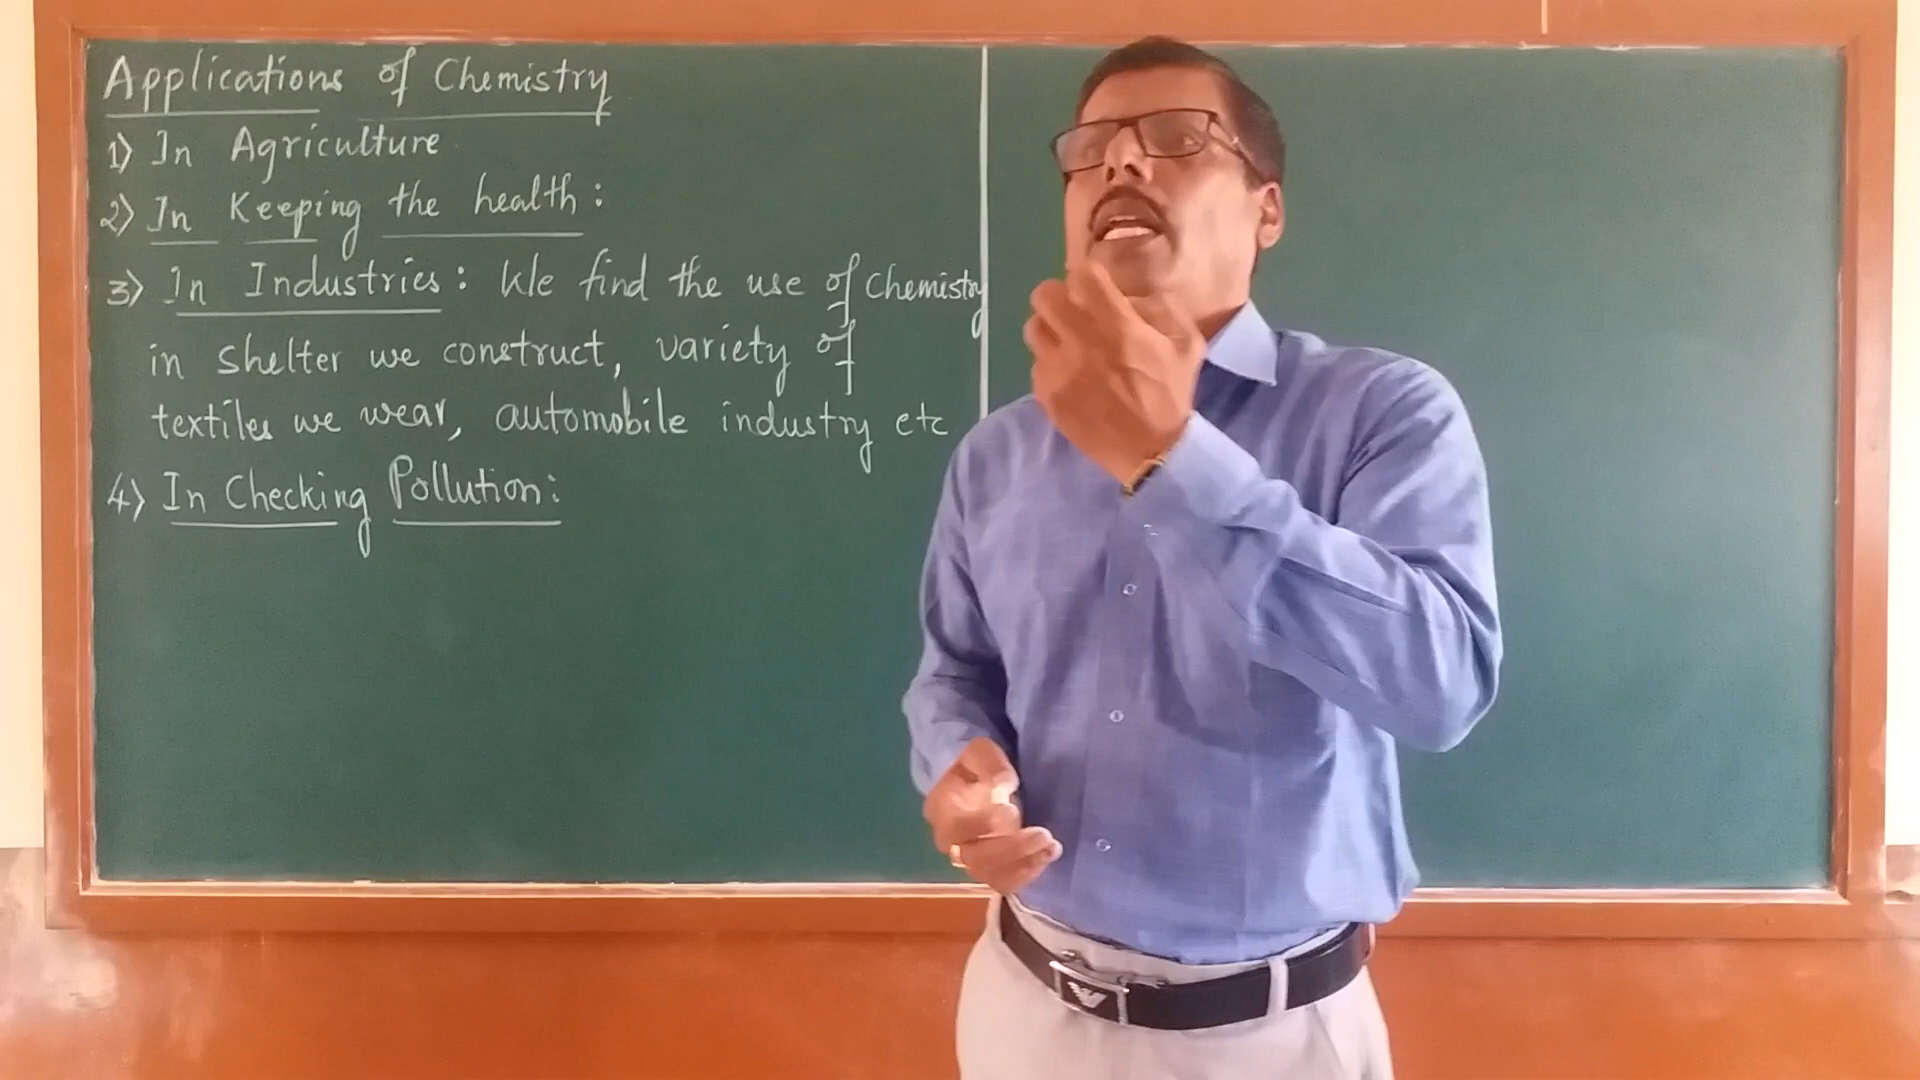 Applications of Chemistry
1) In Agriculture
2) In Keeping the health:
3) In Industries: We find the use of Chemistry
in shelter we construct, variety of
textiles we wear, automobile industry etc
4) In Checking Pollution: